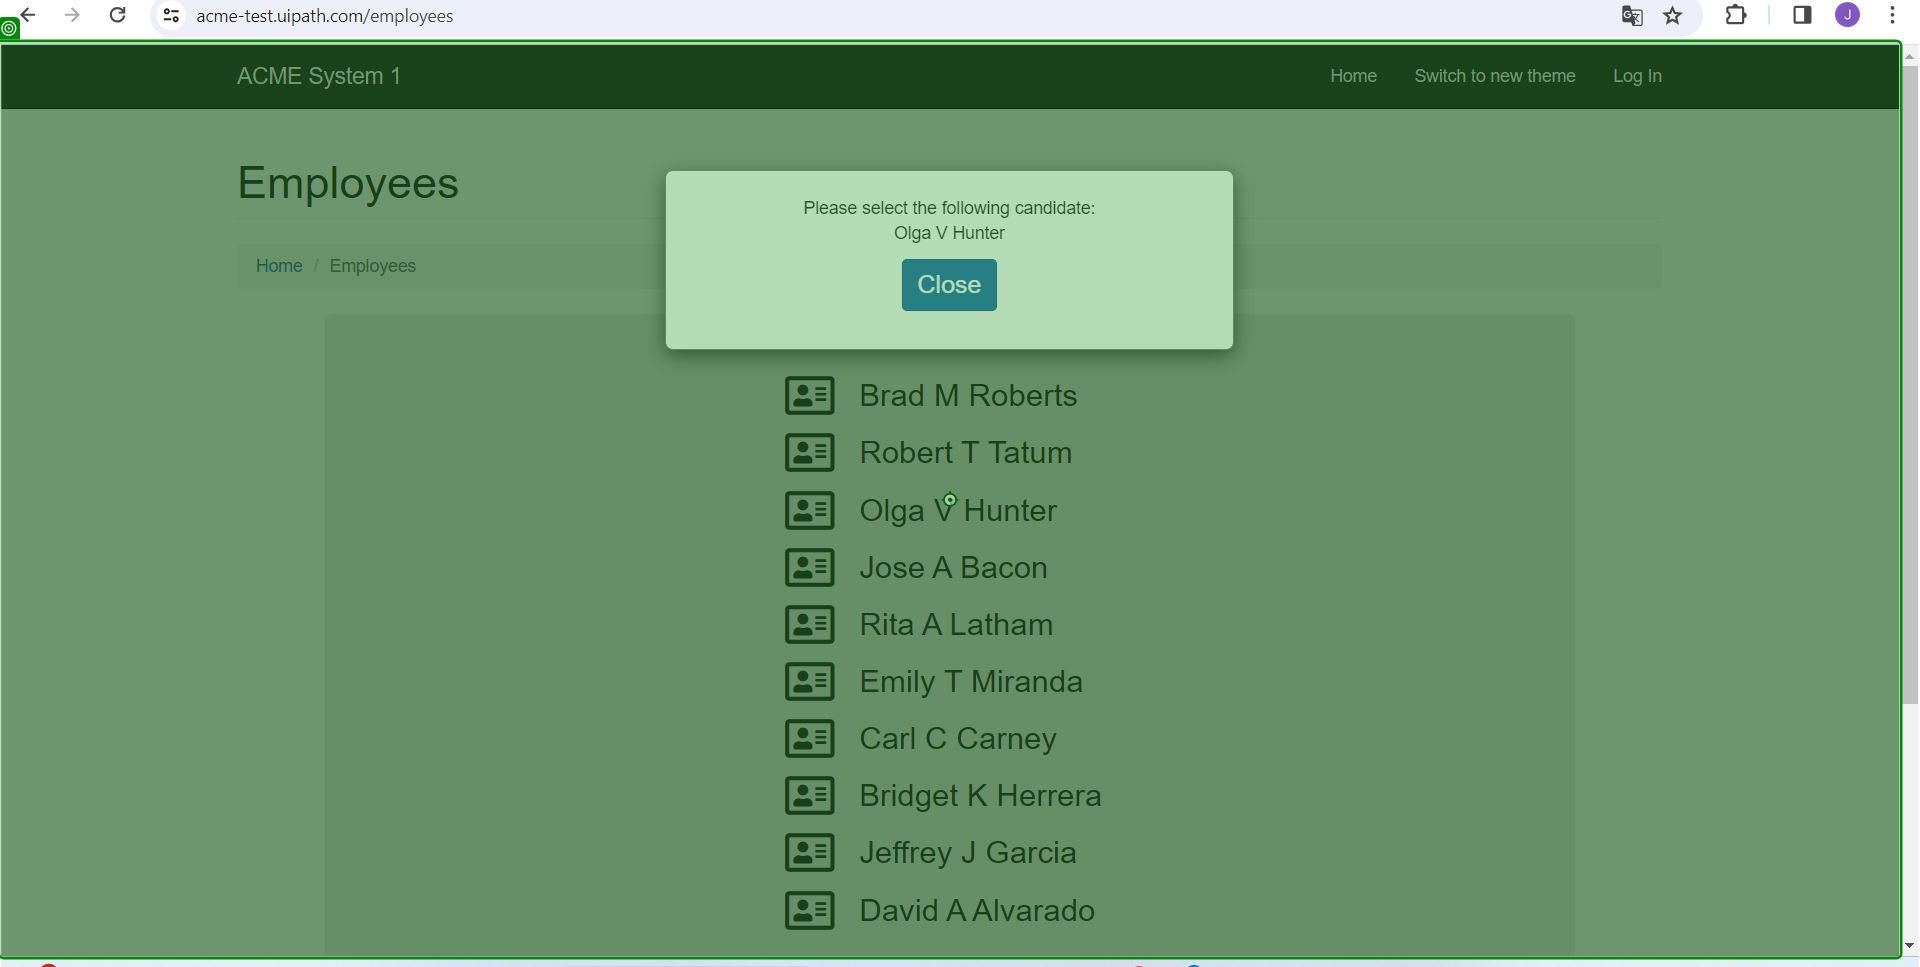 acme-test.uipath.com/employees
J
ACME System 1
Home
Switch to new theme
Log In
Employees
Please select the following candidate:
Olga V Hunter
Close
Home / Employees
Brad M Roberts
Robert T Tatum
Olga V Hunter
Jose A Bacon
Rita A Latham
Emily T Miranda
Carl C Carney
Bridget K Herrera
Jeffrey J Garcia
David A Alvarado